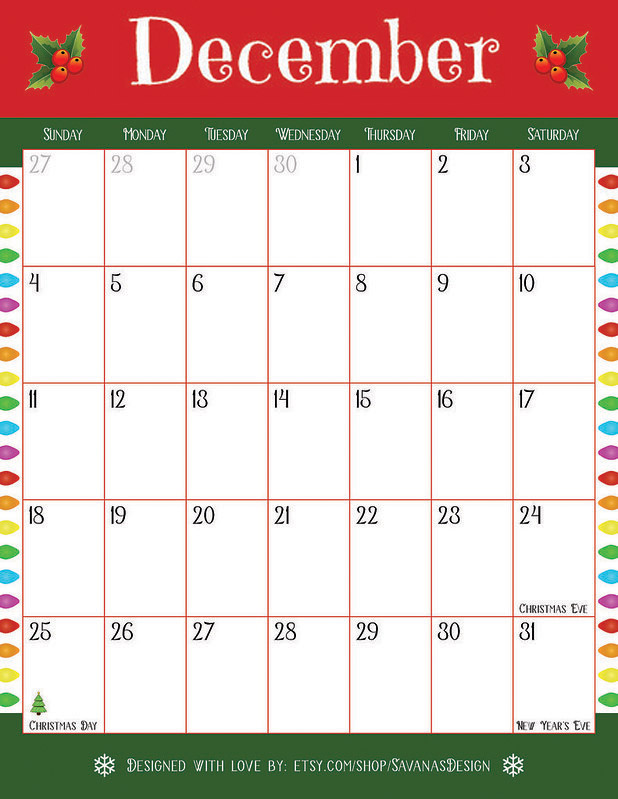 December
Sunday Monday Tuesday Wednesday Thursday Friday Saturday
27 28 29 30 1 2 3
4 5 6 7 8 9 10
11 12 13 14 15 16 17
18 19 20 21 22 23 24
Christmas Eve
25 26 27 28 29 30 31
Christmas Day New Year's Eve
Designed with love by: etsy.com/shop/SavanasDesign